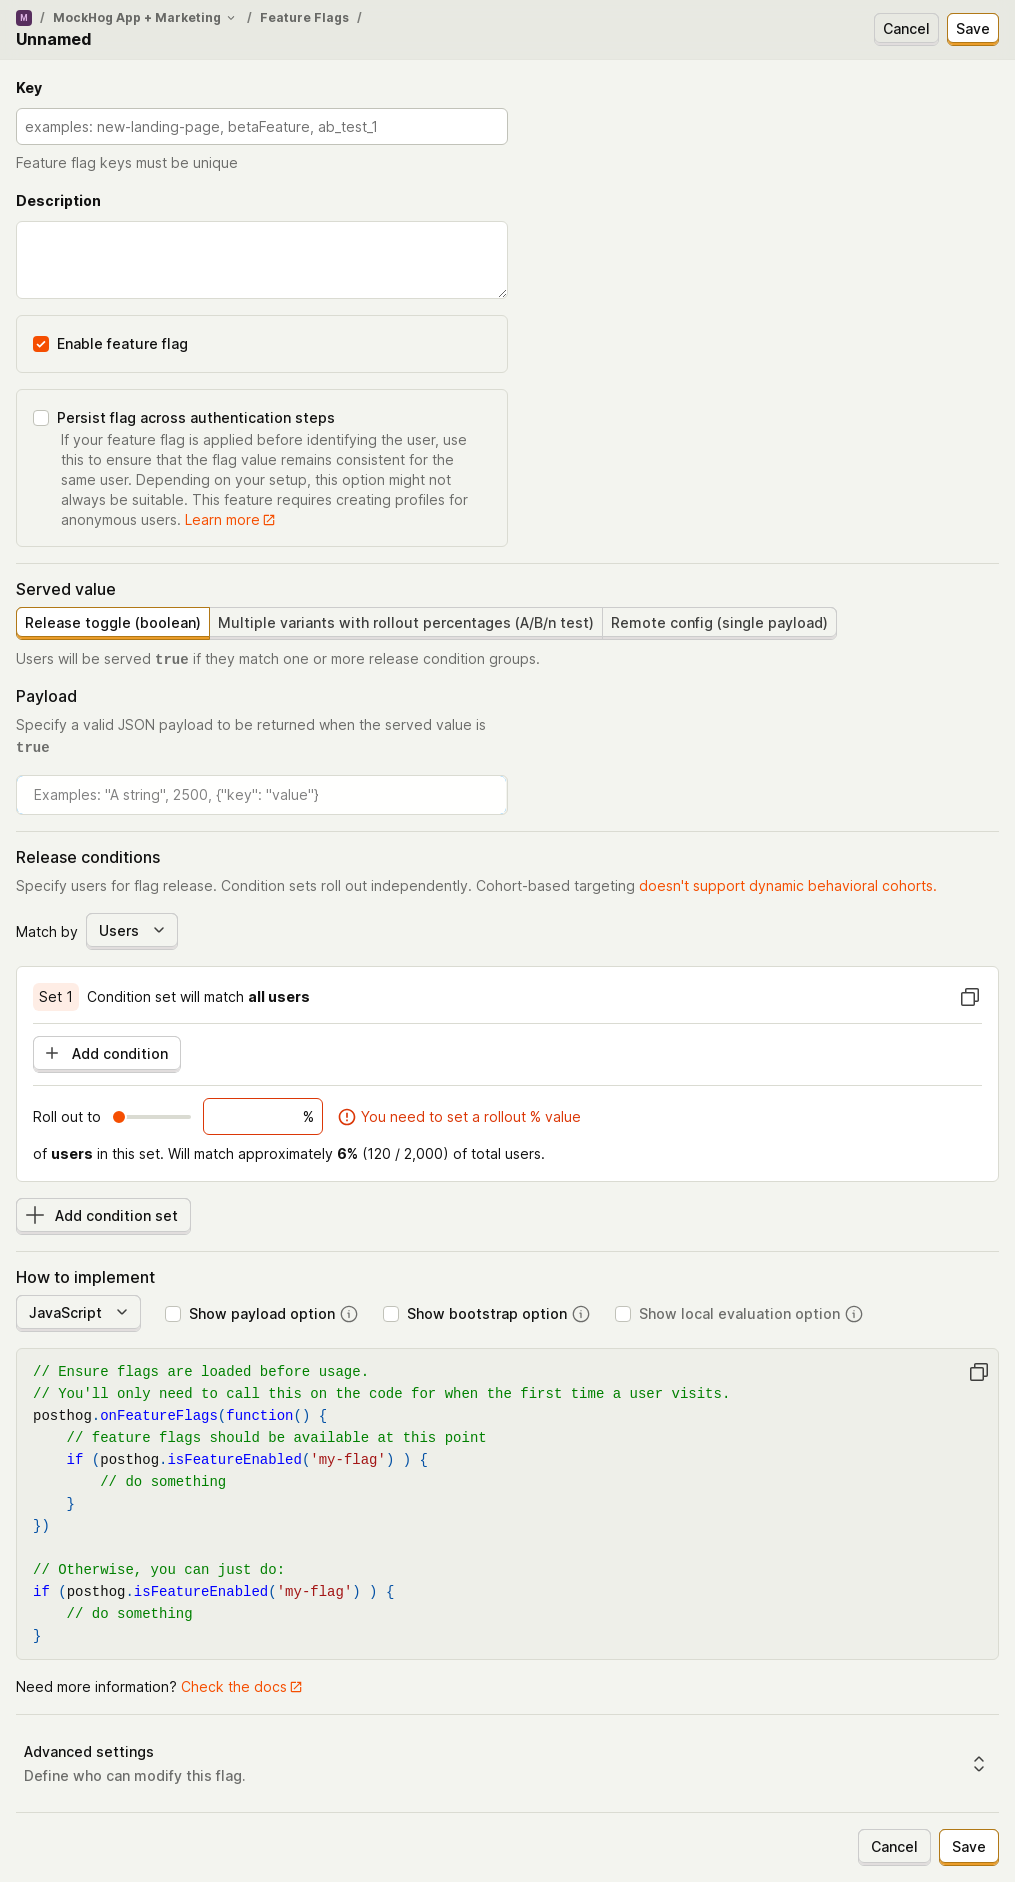 M / MockHog App + Marketing / Feature Flags /
Unnamed
Cancel
Save
Key
examples: new-landing-page, betaFeature, ab_test_1
Feature flag keys must be unique
Description
Enable feature flag
Persist flag across authentication steps
If your feature flag is applied before identifying the user, use
this to ensure that the flag value remains consistent for the
same user. Depending on your setup, this option might not
always be suitable. This feature requires creating profiles for
anonymous users. Learn more
Served value
Release toggle (boolean)
Multiple variants with rollout percentages (A/B/n test)
Remote config (single payload)
Users will be served true if they match one or more release condition groups.
Payload
Specify a valid JSON payload to be returned when the served value is
true
Examples: "A string", 2500, {"key": "value"}
Release conditions
Specify users for flag release. Condition sets roll out independently. Cohort-based targeting doesn't support dynamic behavioral cohorts.
Match by Users
Set 1 Condition set will match all users
Add condition
Roll out to % You need to set a rollout % value
of users in this set. Will match approximately 6% (120 / 2,000) of total users.
Add condition set
How to implement
JavaScript
Show payload option
Show bootstrap option
Show local evaluation option
// Ensure flags are loaded before usage.
// You'll only need to call this on the code for when the first time a user visits.
posthog.onFeatureFlags(function() {
    // feature flags should be available at this point
    if (posthog.isFeatureEnabled('my-flag') ) {
        // do something
    }
})
// Otherwise, you can just do:
if (posthog.isFeatureEnabled('my-flag') ) {
    // do something
}
Need more information? Check the docs
Advanced settings
Define who can modify this flag.
Cancel
Save